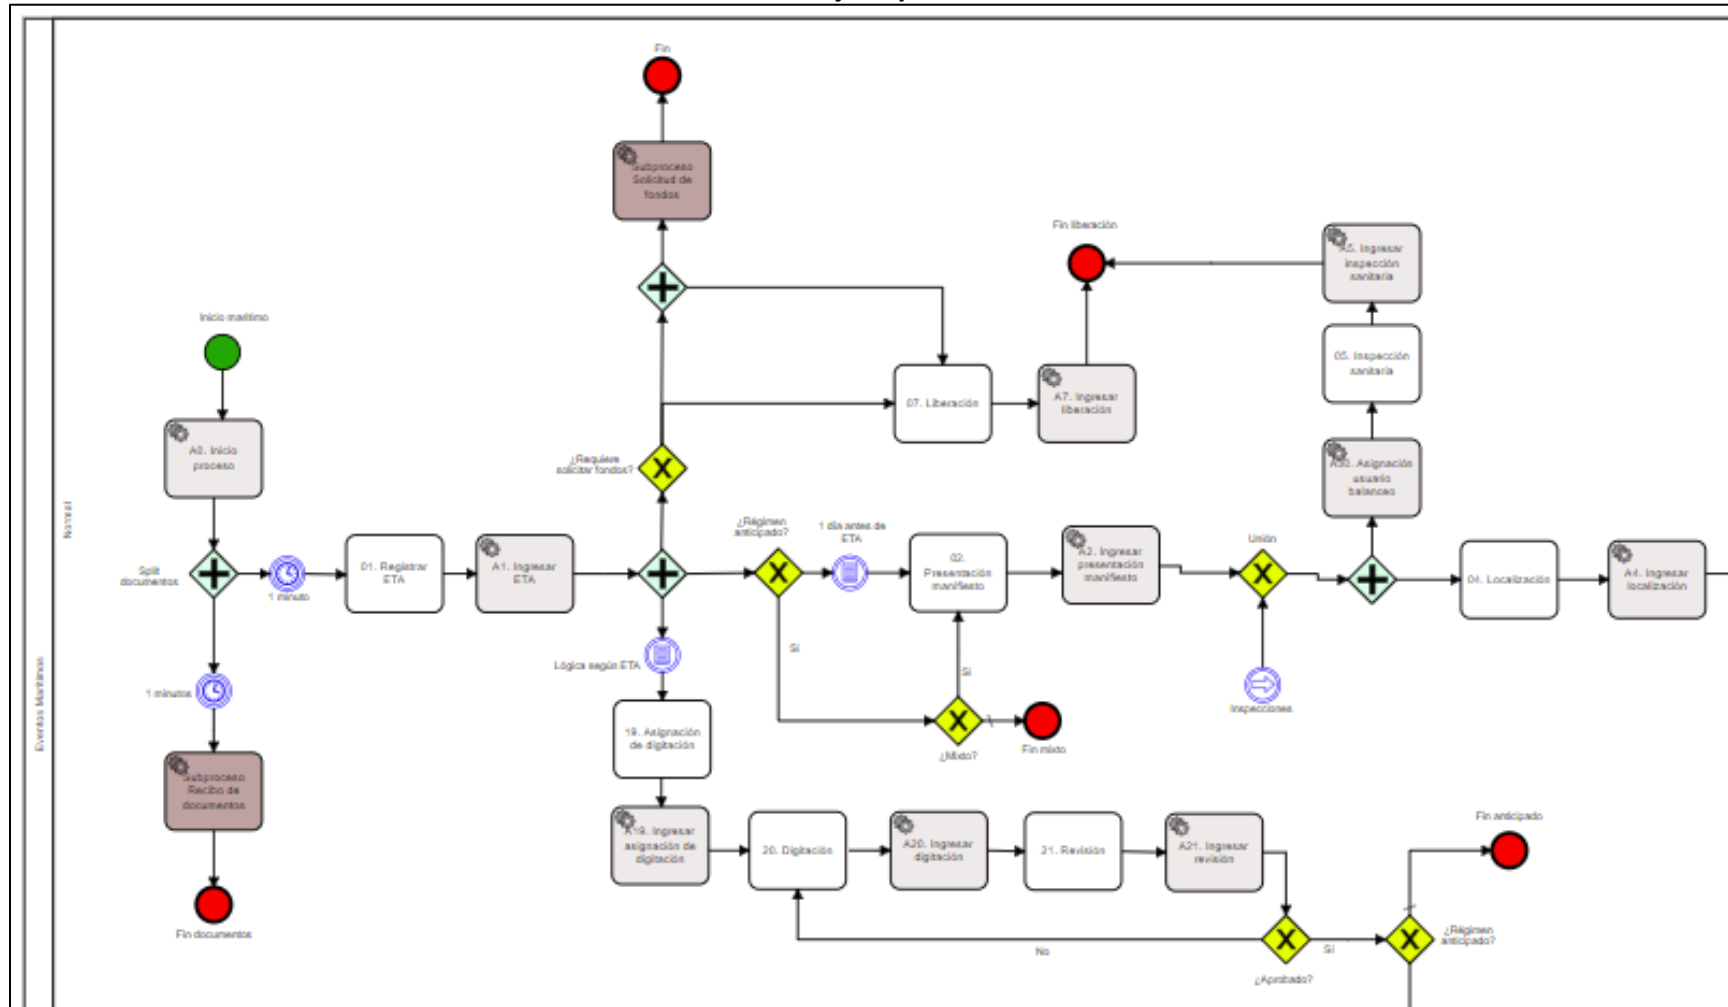 Fin
Subproceso
Solicitud de
fondos
Fin liberación
A5. Ingresar
inspección
sanitaria
Inicio marítimo
05. Inspección
sanitaria
07. Liberación
A7. Ingresar
liberación
A0. Inicio
proceso
¿Requiere
solicitar fondos?
A30. Asignación
usuario
balanceo
Normal
Split
documentos
1 minuto
01. Registrar
ETA
A1. Ingresar
ETA
¿Régimen
anticipado?
1 día antes de
ETA
02.
Presentación
manifiesto
A2. Ingresar
presentación
manifiesto
Unión
04. Localización
A4. Ingresar
localización
Eventos Marítimos
1 minutos
Lógica según ETA
Si
Si
Inspecciones
19. Asignación
de digitación
¿Mixto?
Fin mixto
Subproceso
Recibo de
documentos
A19. Ingresar
asignación de
digitación
20. Digitación
A20. Ingresar
digitación
21. Revisión
A21. Ingresar
revisión
Fin anticipado
Fin documentos
No
¿Aprobado?
Si
¿Régimen
anticipado?